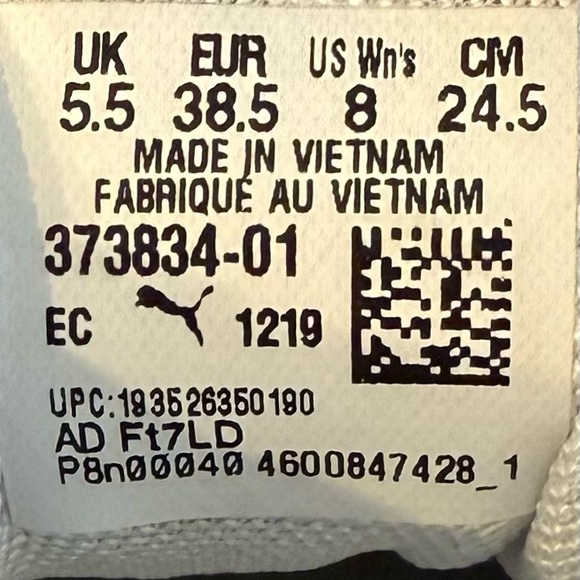 UK EUR US Wn's CM
5.5 38.5 8 24.5
MADE IN VIETNAM
FABRIQUÉ AU VIETNAM
373834-01
EC 1219
UPC:193526350190
AD Ft7LD
P8n00040 4600847428_1